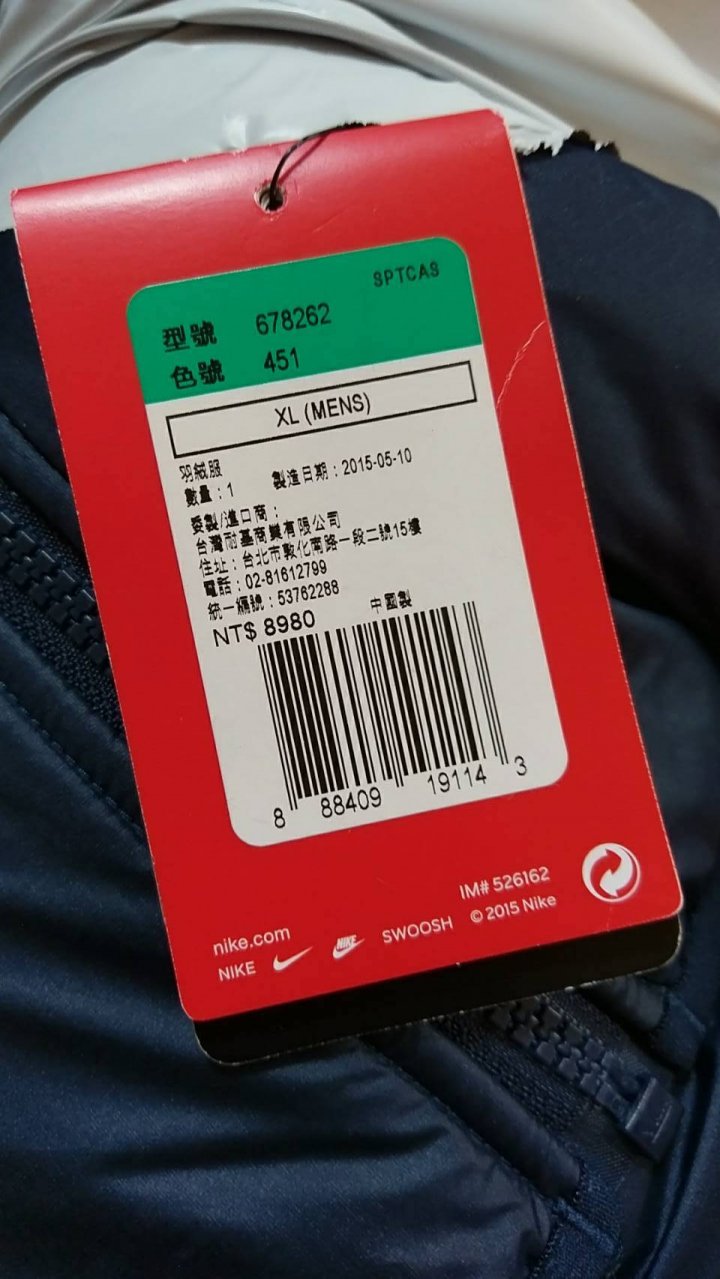 SPTCAS
型號 678262
色號 451
XL (MENS)
羽絨服
數量：1 製造日期：2015-05-10
委製/進口商：
台灣耐基商業有限公司
住址：台北市敦化南路一段二號15樓
電話：02-81612799
統一編號：53762288
NT$ 8980 中國製
8 88409 19114 3
IM# 526162
nike.com
NIKE NIKE SWOOSH © 2015 Nike